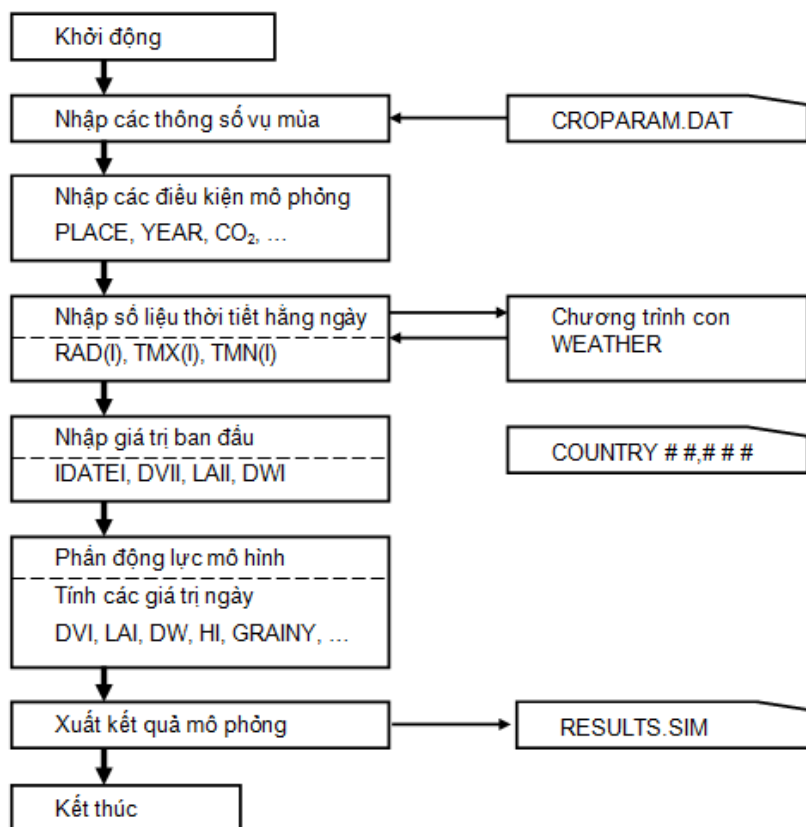 Khởi động
Nhập các thông số vụ mùa
CROPARAM.DAT
Nhập các điều kiện mô phỏng
PLACE, YEAR, CO₂, ...
Nhập số liệu thời tiết hằng ngày
RAD(I), TMX(I), TMN(I)
Chương trình con
WEATHER
Nhập giá trị ban đầu
IDATEI, DVII, LAII, DWI
COUNTRY # #,# # #
Phần động lực mô hình
Tính các giá trị ngày
DVI, LAI, DW, HI, GRAINY, ...
Xuất kết quả mô phỏng
RESULTS.SIM
Kết thúc